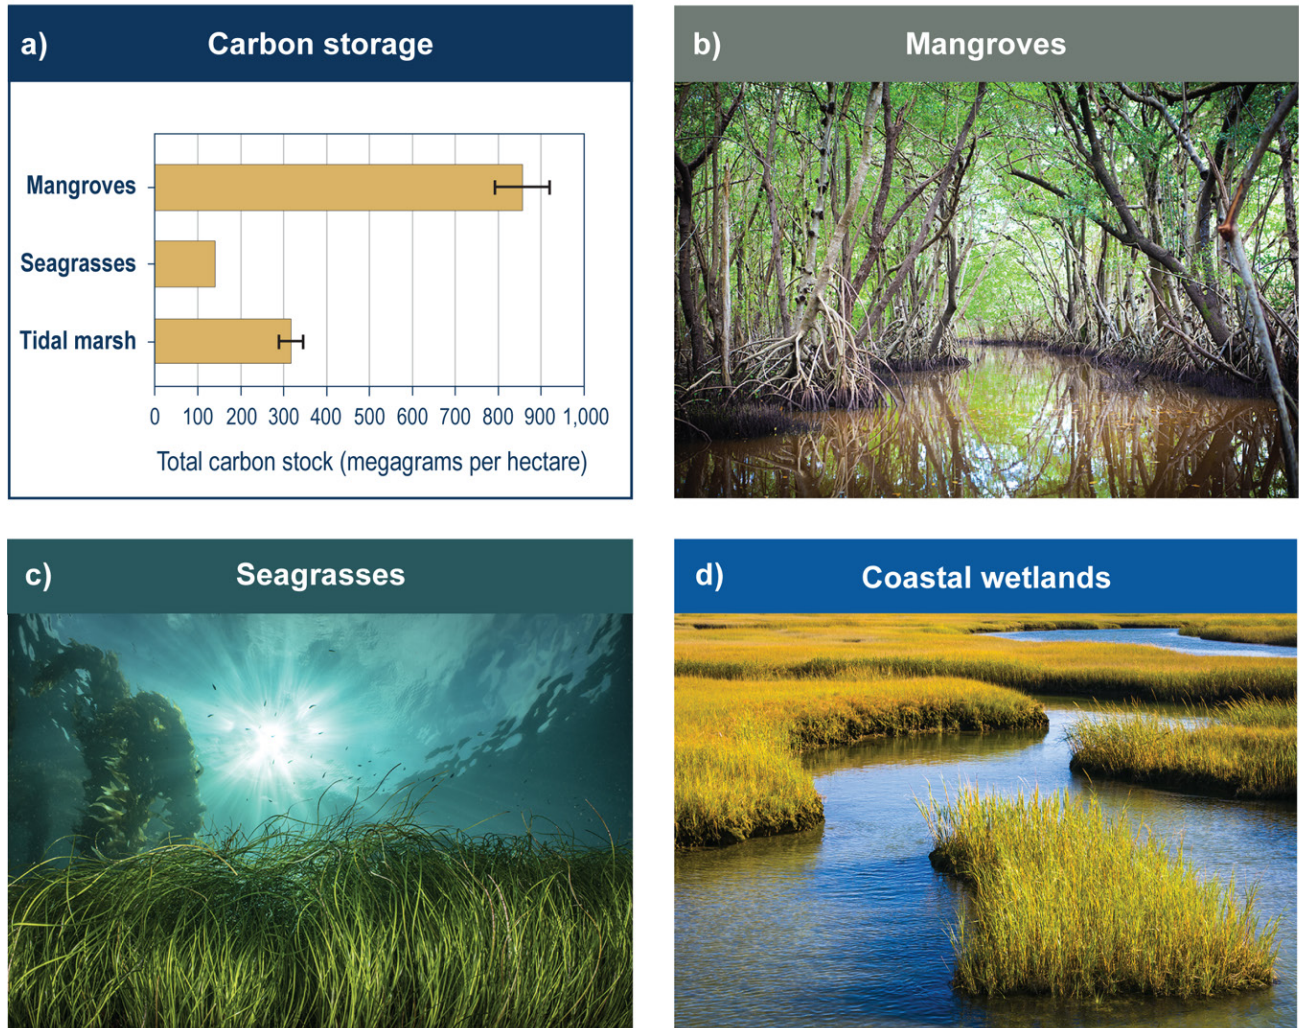 a) Carbon storage
Mangroves
Seagrasses
Tidal marsh
0 100 200 300 400 500 600 700 800 900 1,000
Total carbon stock (megagrams per hectare)
b) Mangroves
c) Seagrasses
d) Coastal wetlands